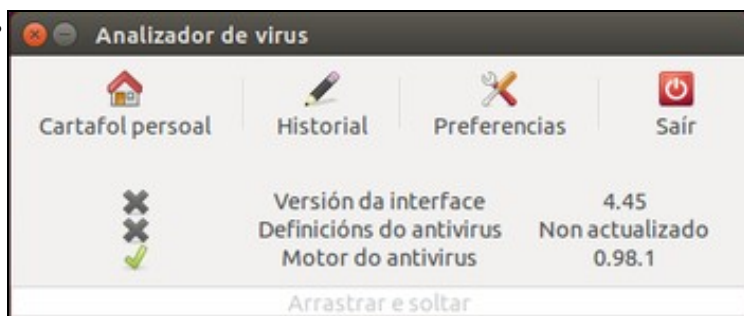 Analizador de virus
Cartafol persoal Historial Preferencias Saír
Versión da interface 4.45
Definicións do antivirus Non actualizado
Motor do antivirus 0.98.1
Arrastrar e soltar